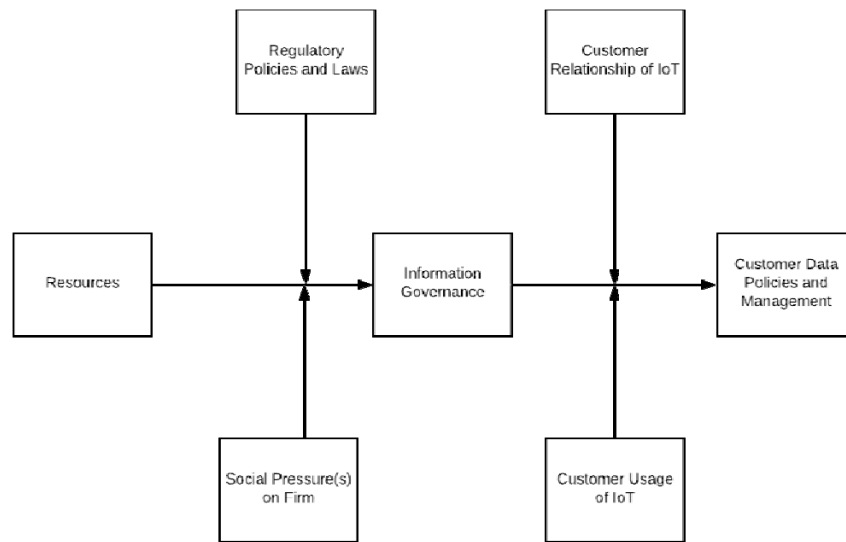 Regulatory
Policies and Laws
Customer
Relationship of IoT
Resources
Information
Governance
Customer Data
Policies and
Management
Social Pressure(s)
on Firm
Customer Usage
of IoT